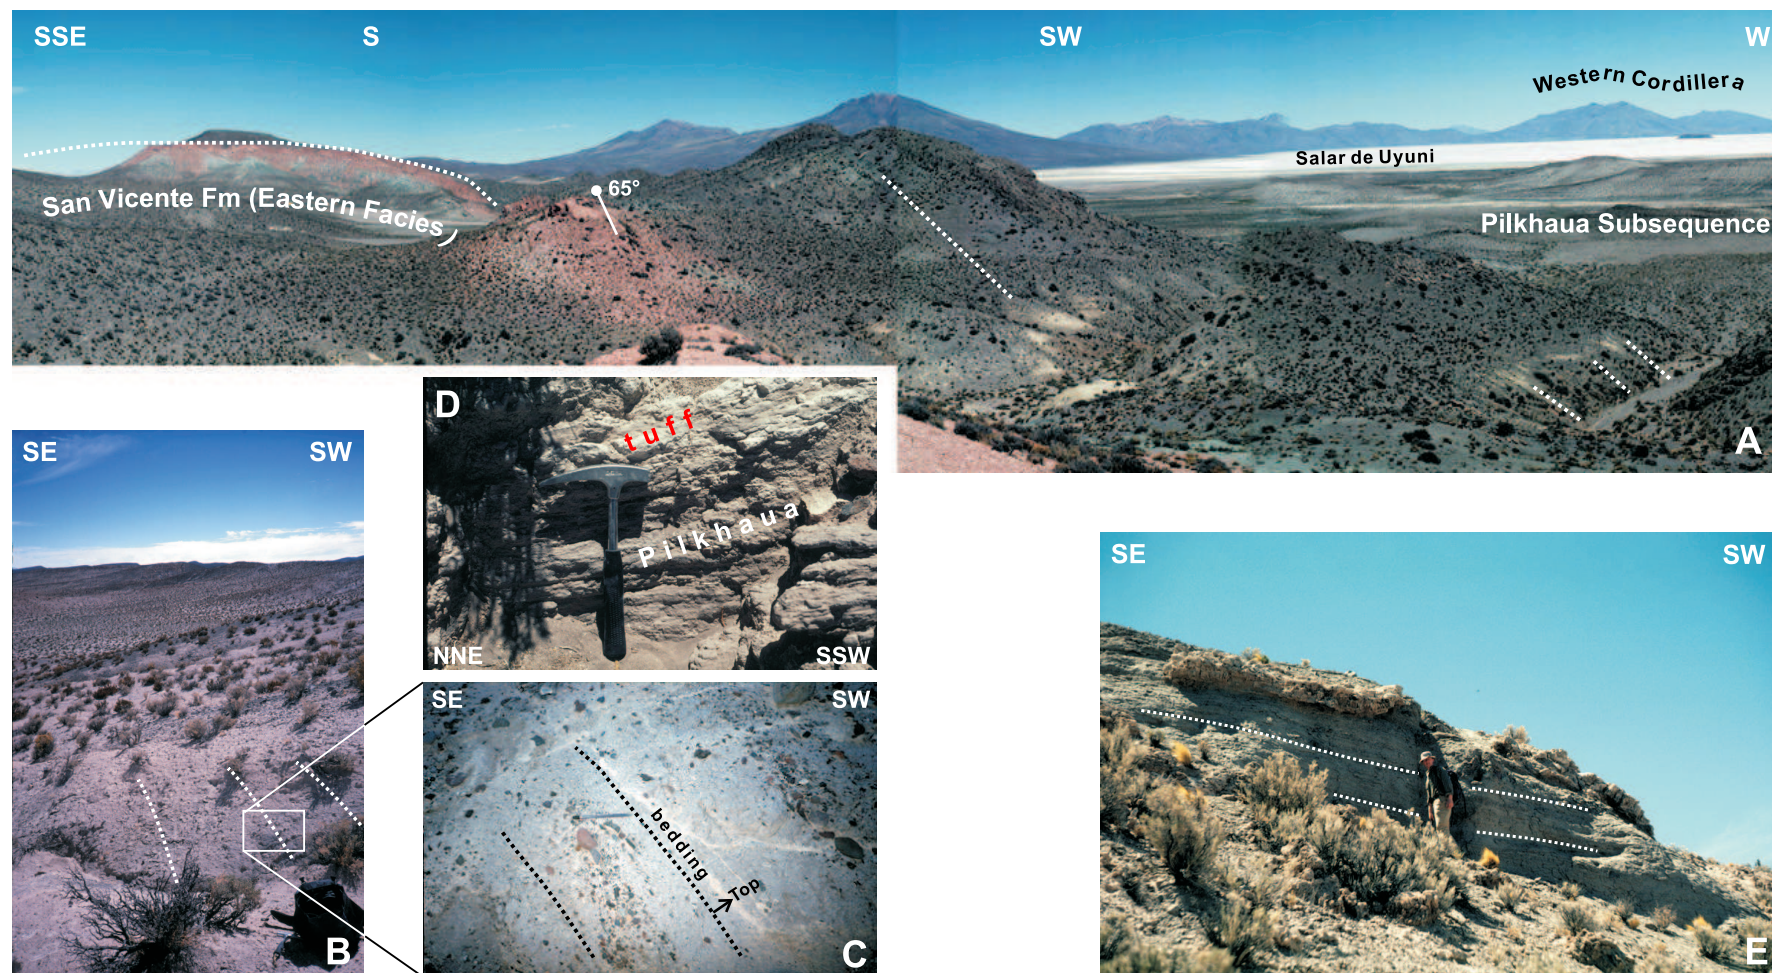 SSE S SW W
Western Cordillera
Salar de Uyuni
65°
San Vicente Fm (Eastern Facies)
Pilkhaua Subsequence
A
SE SW
B
D
tuff
Pilkhaua
NNE SSW
SE SW
bedding
Top
C
SE SW
E